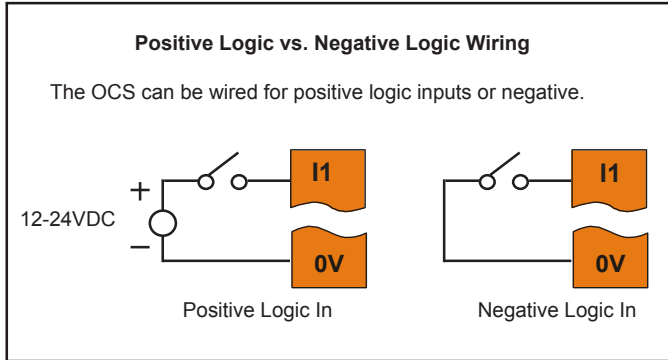 Positive Logic vs. Negative Logic Wiring
The OCS can be wired for positive logic inputs or negative.
I1
+
12-24VDC
–
0V
Positive Logic In
I1
0V
Negative Logic In